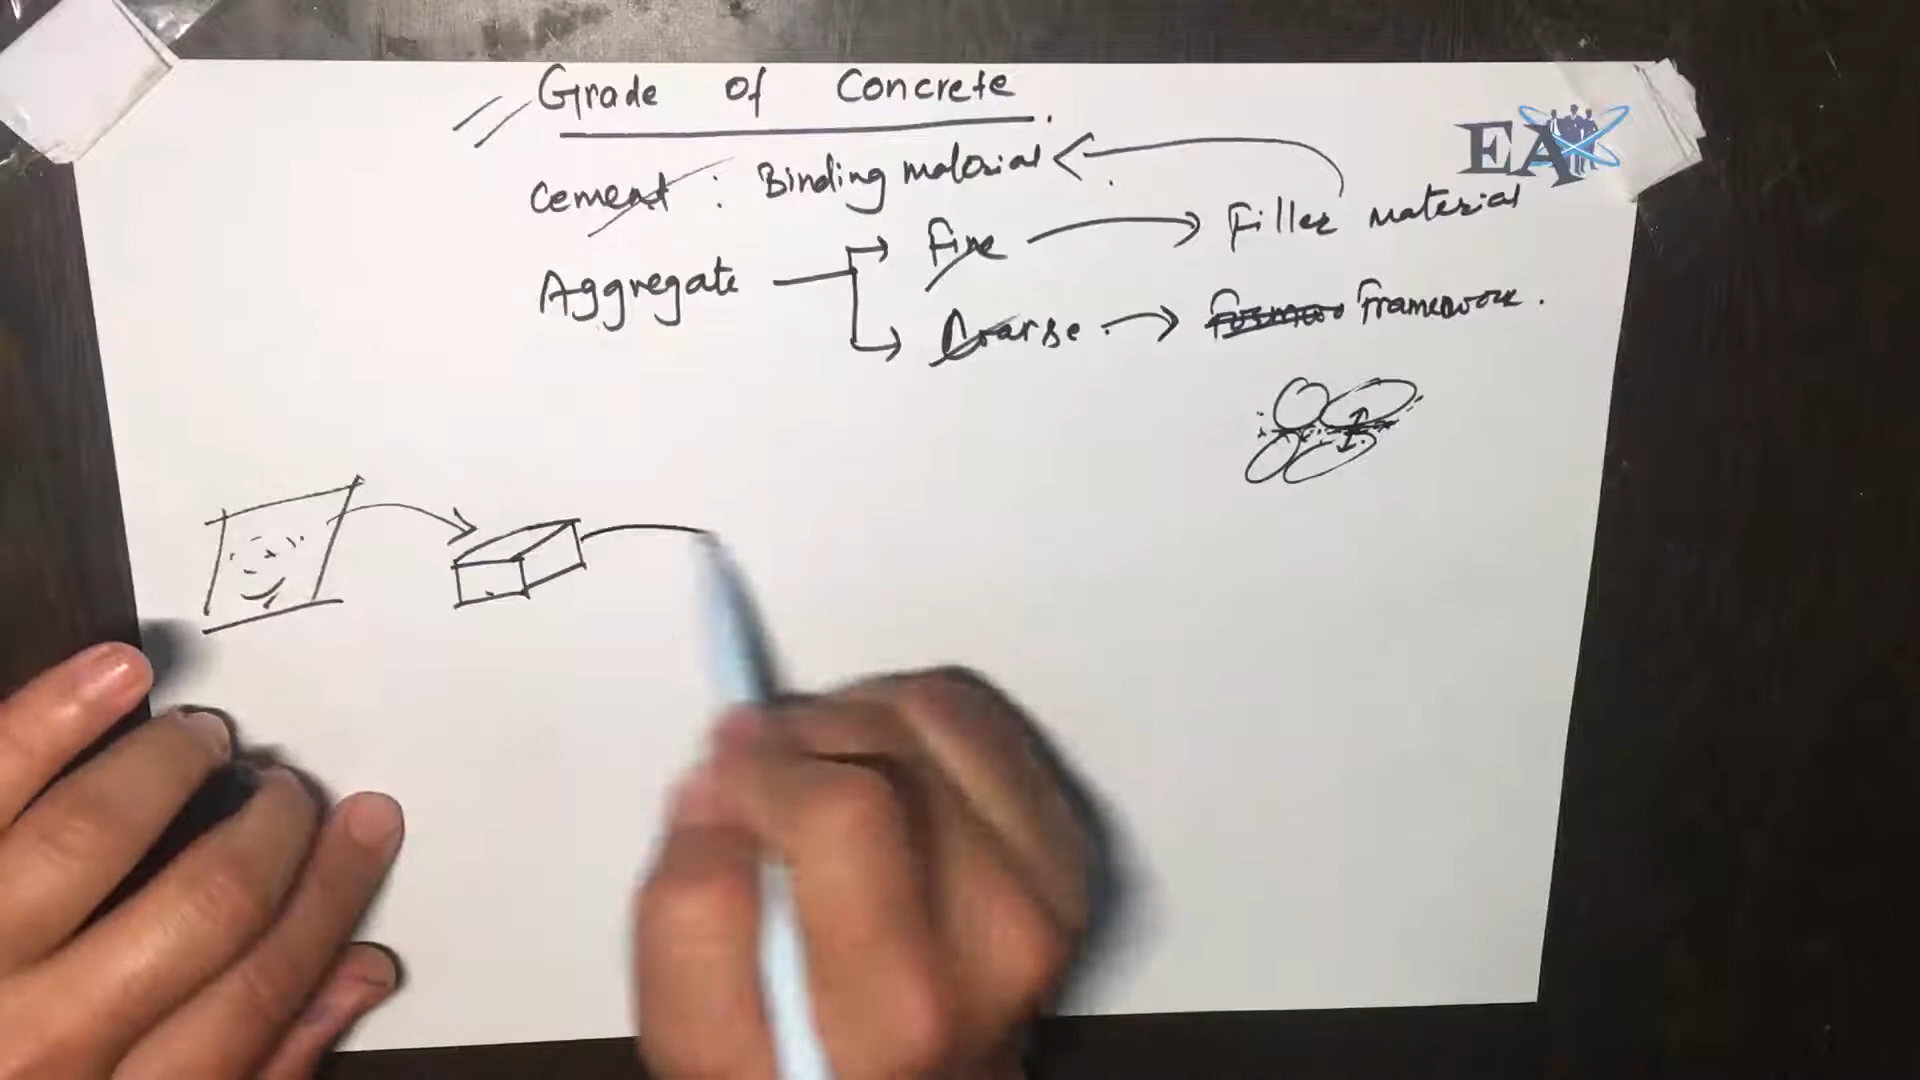 Grade of Concrete
Cement : Binding material
Aggregate
Fine
Filler material
Coarse
Framework.
EA